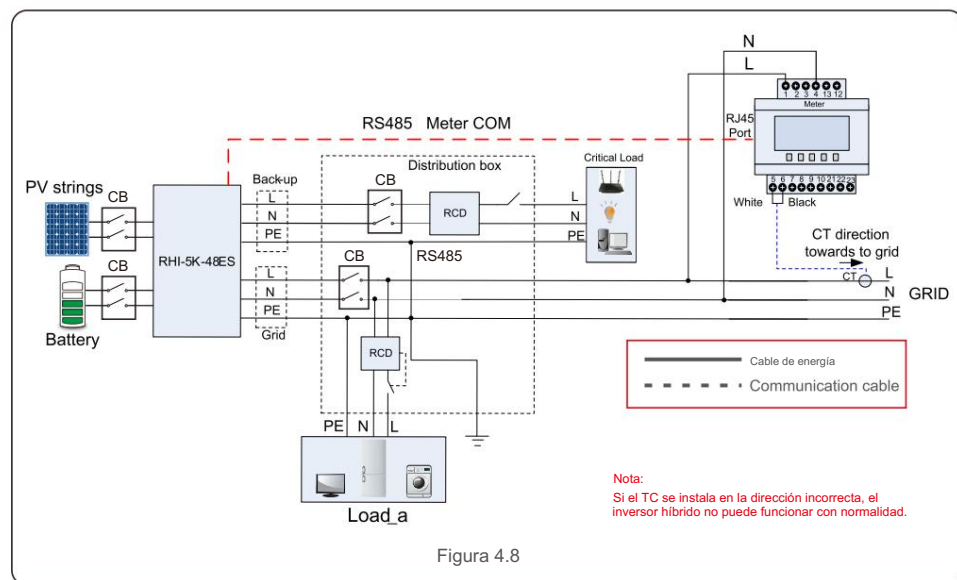 N
L
1 2 3 4 13 12
Meter
RJ45
Port
RS485 Meter COM
Distribution box
Critical Load
Back-up
CB
PV strings
CB
L
N
PE
RCD
L
N
PE
5 6 7 8 9 10 21 22 23
White
Black
CT direction
towards to grid
RHI-5K-48ES
RS485
CB
CB
L
N
PE
Grid
Battery
CT
L
N
PE
GRID
RCD
Cable de energía
Communication cable
PE N L
Load_a
Nota:
Si el TC se instala en la dirección incorrecta, el
inversor híbrido no puede funcionar con normalidad.
Figura 4.8